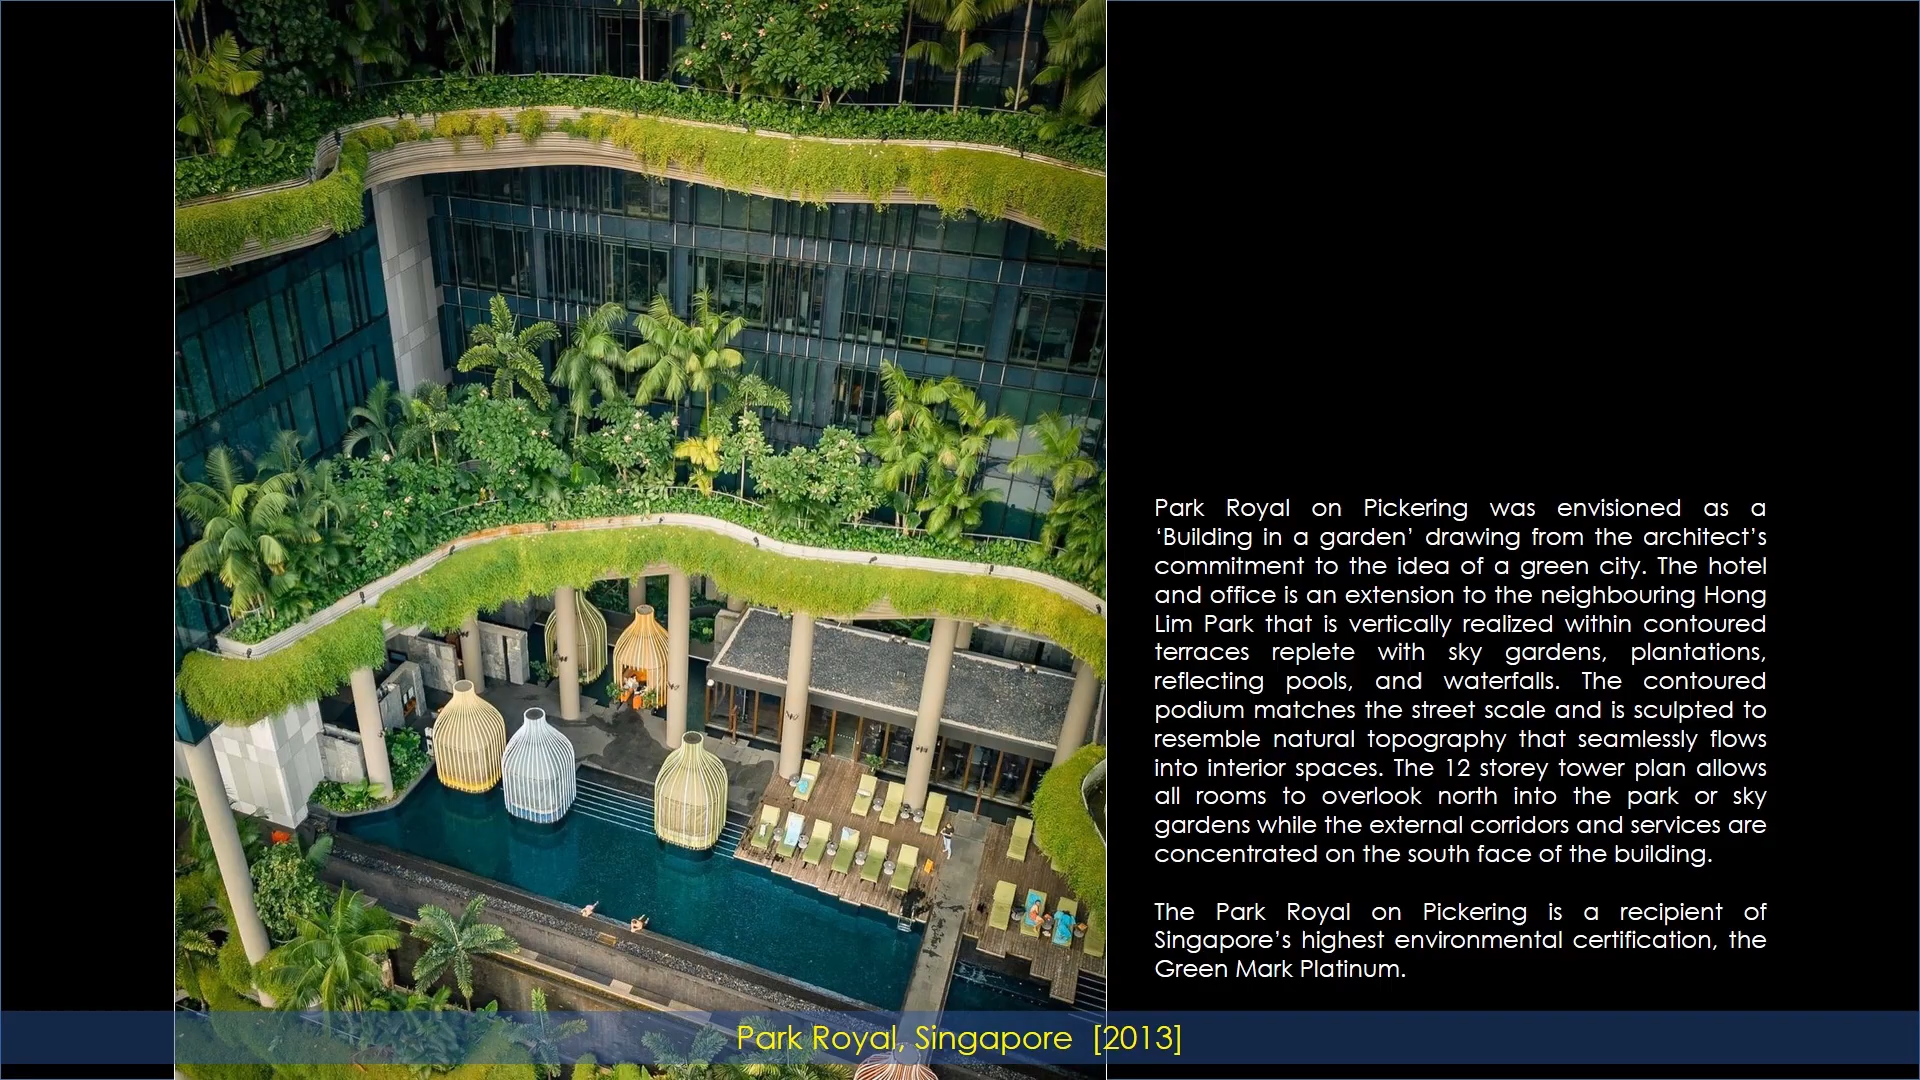 Park Royal on Pickering was envisioned as a
‘Building in a garden’ drawing from the architect’s
commitment to the idea of a green city. The hotel
and office is an extension to the neighbouring Hong
Lim Park that is vertically realized within contoured
terraces replete with sky gardens, plantations,
reflecting pools, and waterfalls. The contoured
podium matches the street scale and is sculpted to
resemble natural topography that seamlessly flows
into interior spaces. The 12 storey tower plan allows
all rooms to overlook north into the park or sky
gardens while the external corridors and services are
concentrated on the south face of the building.
The Park Royal on Pickering is a recipient of
Singapore’s highest environmental certification, the
Green Mark Platinum.
Park Royal, Singapore [2013]